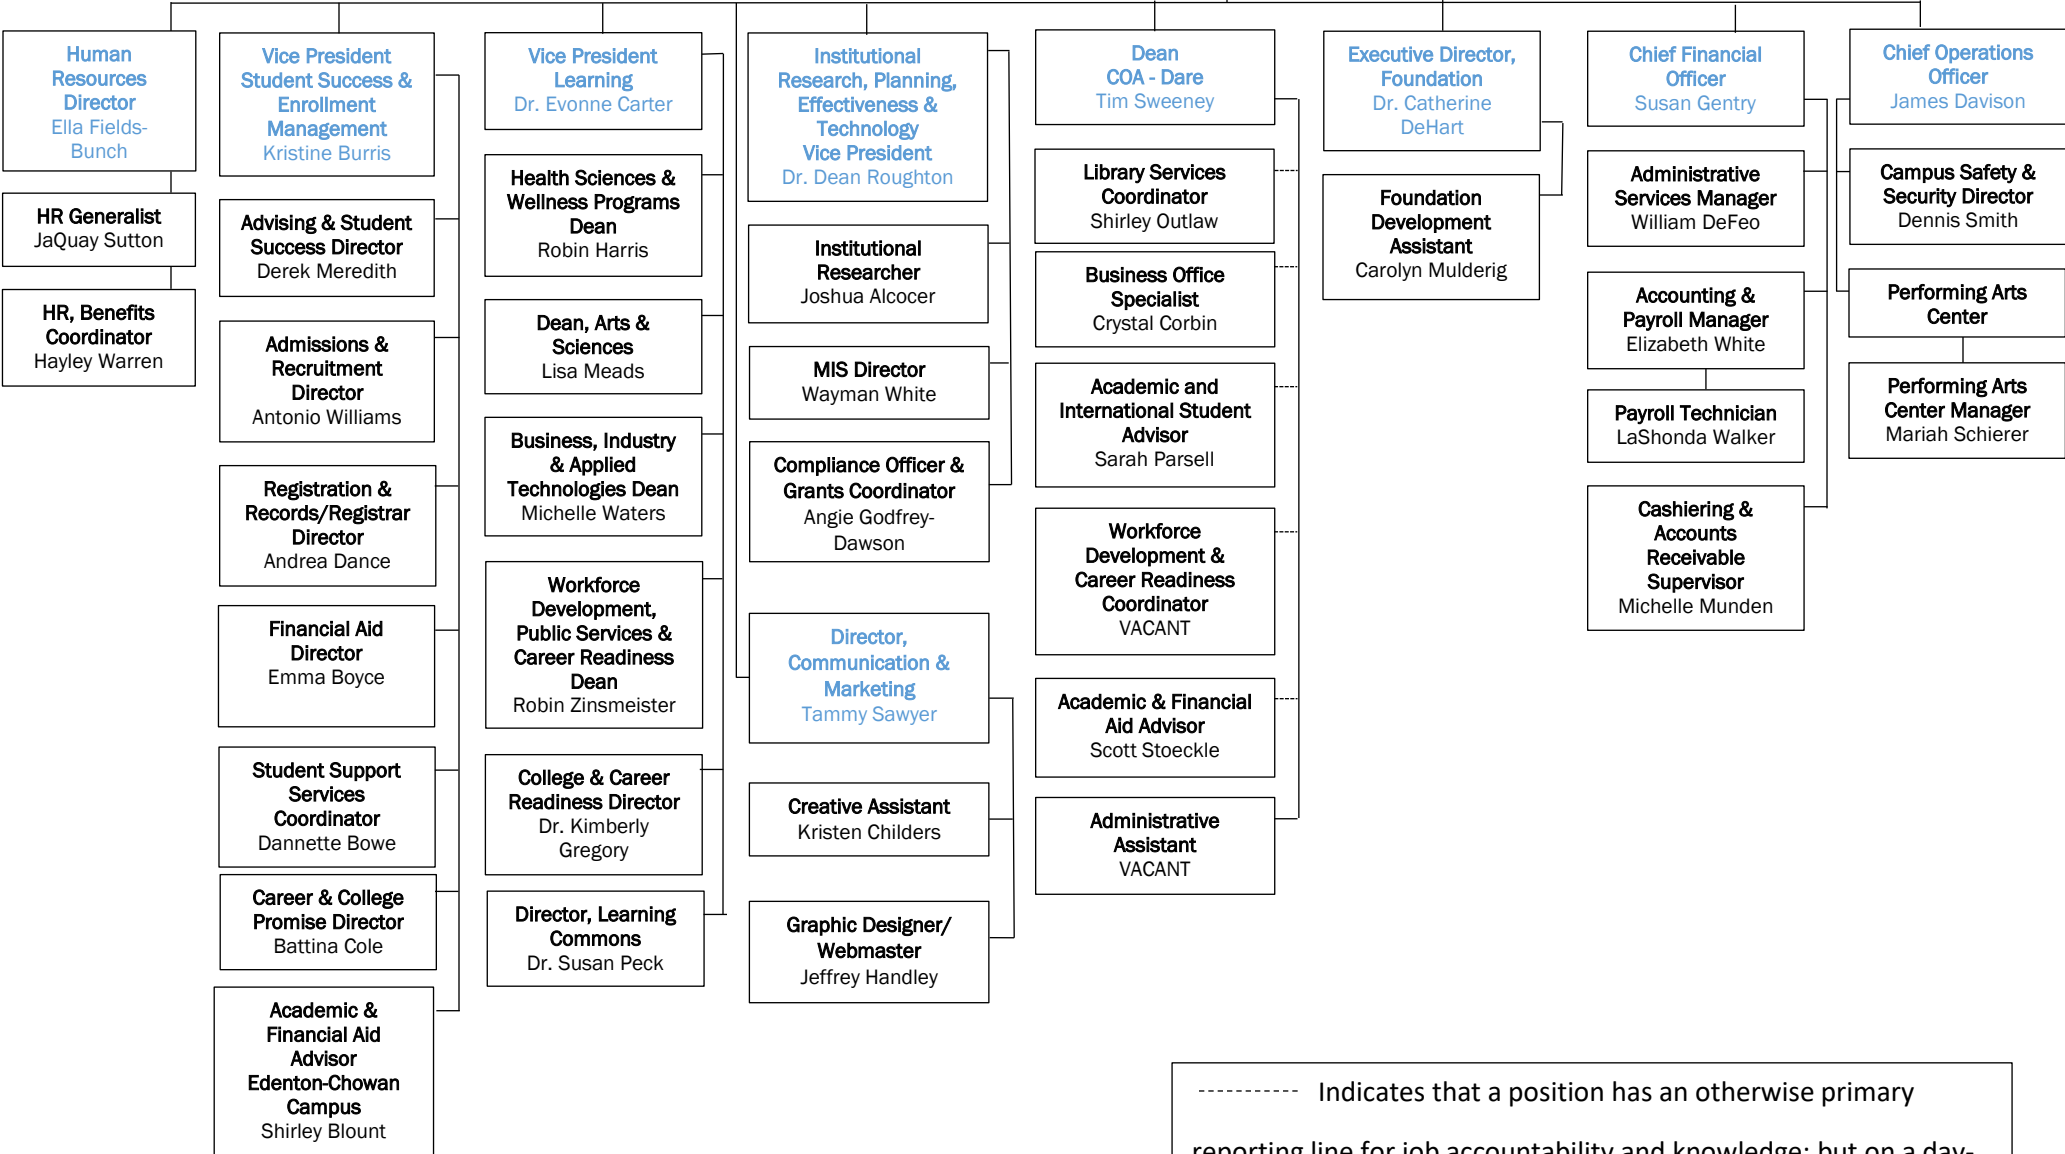 Human
Resources
Director
Ella Fields-
Bunch
HR Generalist
JaQuay Sutton
HR, Benefits
Coordinator
Hayley Warren
Vice President
Student Success &
Enrollment
Management
Kristine Burris
Advising & Student
Success Director
Derek Meredith
Admissions &
Recruitment
Director
Antonio Williams
Registration &
Records/Registrar
Director
Andrea Dance
Financial Aid
Director
Emma Boyce
Student Support
Services
Coordinator
Dannette Bowe
Career & College
Promise Director
Battina Cole
Academic &
Financial Aid
Advisor
Edenton-Chowan
Campus
Shirley Blount
Vice President
Learning
Dr. Evonne Carter
Health Sciences &
Wellness Programs
Dean
Robin Harris
Dean, Arts &
Sciences
Lisa Meads
Business, Industry
& Applied
Technologies Dean
Michelle Waters
Workforce
Development,
Public Services &
Career Readiness
Dean
Robin Zinsmeister
College & Career
Readiness Director
Dr. Kimberly
Gregory
Director, Learning
Commons
Dr. Susan Peck
Institutional
Research, Planning,
Effectiveness &
Technology
Vice President
Dr. Dean Roughton
Institutional
Researcher
Joshua Alcocer
MIS Director
Wayman White
Compliance Officer &
Grants Coordinator
Angie Godfrey-
Dawson
Director,
Communication &
Marketing
Tammy Sawyer
Creative Assistant
Kristen Childers
Graphic Designer/
Webmaster
Jeffrey Handley
Dean
COA - Dare
Tim Sweeney
Library Services
Coordinator
Shirley Outlaw
Business Office
Specialist
Crystal Corbin
Academic and
International Student
Advisor
Sarah Parsell
Workforce
Development &
Career Readiness
Coordinator
VACANT
Academic & Financial
Aid Advisor
Scott Stoeckle
Administrative
Assistant
VACANT
Executive Director,
Foundation
Dr. Catherine
DeHart
Foundation
Development
Assistant
Carolyn Mulderig
Chief Financial
Officer
Susan Gentry
Administrative
Services Manager
William DeFeo
Accounting &
Payroll Manager
Elizabeth White
Payroll Technician
LaShonda Walker
Cashiering &
Accounts
Receivable
Supervisor
Michelle Munden
Chief Operations
Officer
James Davison
Campus Safety &
Security Director
Dennis Smith
Performing Arts
Center
Performing Arts
Center Manager
Mariah Schierer
Indicates that a position has an otherwise primary
reporting line for job accountability and knowledge; but on a day-